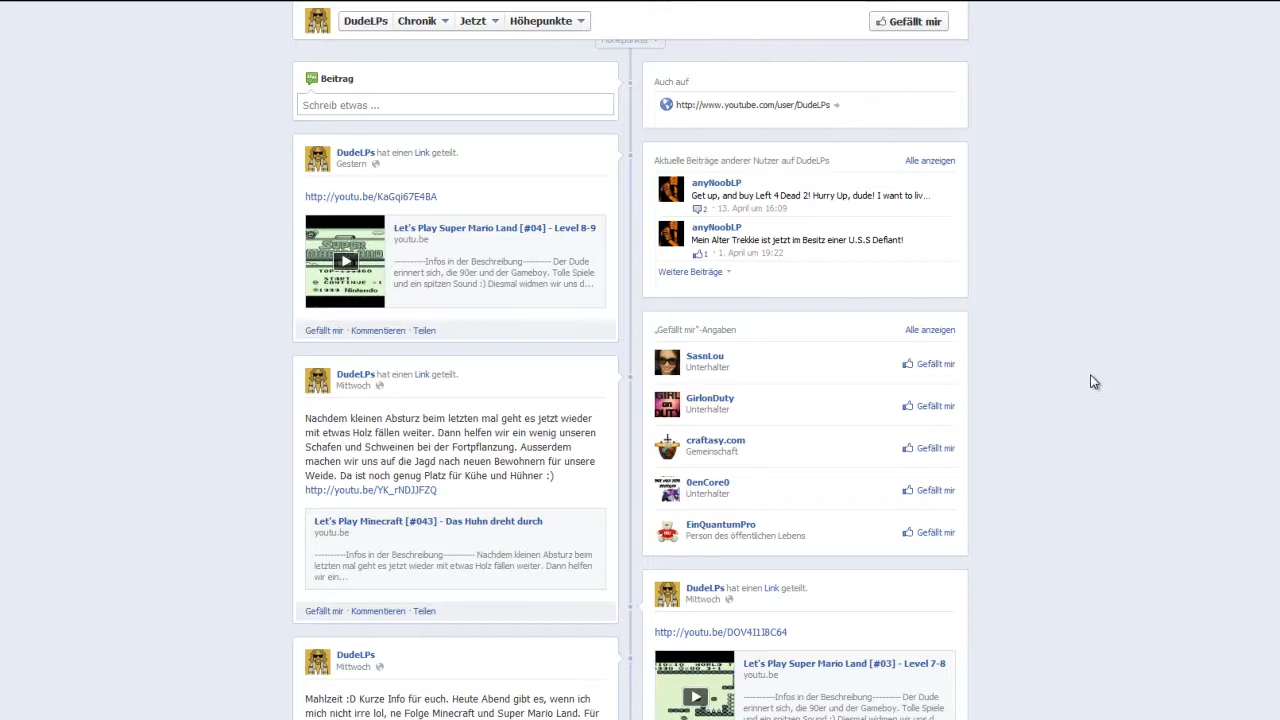 DudeLPs Chronik Jetzt Höhepunkte Gefällt mir
Höhepunkte
Beitrag
Schreib etwas ...
DudeLPs hat einen Link geteilt.
Gestern
http://youtu.be/KaGqi67E4BA
Let's Play Super Mario Land [#04] - Level 8-9
youtu.be
----------Infos in der Beschreibung--------- Der Dude
erinnert sich, die 90er und der Gameboy. Tolle Spiele
und ein spitzen Sound :) Diesmal widmen wir uns d...
Gefällt mir · Kommentieren · Teilen
DudeLPs hat einen Link geteilt.
Mittwoch
Nachdem kleinen Absturz beim letzten mal geht es jetzt wieder
mit etwas Holz fällen weiter. Dann helfen wir ein wenig unseren
Schafen und Schweinen bei der Fortpflanzung. Ausserdem
machen wir uns auf die Jagd nach neuen Bewohnern für unsere
Weide. Da ist noch genug Platz für Kühe und Hühner :)
http://youtu.be/YK_rNDJJFZQ
Let's Play Minecraft [#043] - Das Huhn dreht durch
youtu.be
----------Infos in der Beschreibung---------- Nachdem kleinen Absturz beim
letzten mal geht es jetzt wieder mit etwas Holz fällen weiter. Dann helfen
wir ein...
Gefällt mir · Kommentieren · Teilen
DudeLPs
Mittwoch
Mahlzeit :D Kurze Info für euch. Heute Abend gibt es, wenn ich
mich nicht irre lol, ne Folge Minecraft und Super Mario Land. Für
Auch auf
http://www.youtube.com/user/DudeLPs
Aktuelle Beiträge anderer Nutzer auf DudeLPs Alle anzeigen
anyNoobLP
Get up, and buy Left 4 Dead 2! Hurry Up, dude! I want to liv...
2 · 13. April um 16:09
anyNoobLP
Mein Alter Trekkie ist jetzt im Besitz einer U.S.S Defiant!
1 · 1. April um 19:22
Weitere Beiträge
„Gefällt mir"-Angaben Alle anzeigen
SasnLou
Unterhalter
Gefällt mir
GirlonDuty
Unterhalter
Gefällt mir
craftasy.com
Gemeinschaft
Gefällt mir
0enCore0
Unterhalter
Gefällt mir
EinQuantumPro
Person des öffentlichen Lebens
Gefällt mir
DudeLPs hat einen Link geteilt.
Mittwoch
http://youtu.be/DOV4I1I8C64
Let's Play Super Mario Land [#03] - Level 7-8
youtu.be
----------Infos in der Beschreibung--------- Der Dude
erinnert sich, die 90er und der Gameboy. Tolle Spiele
und ein spitzen Sound :) Diesmal widmen wir uns d...